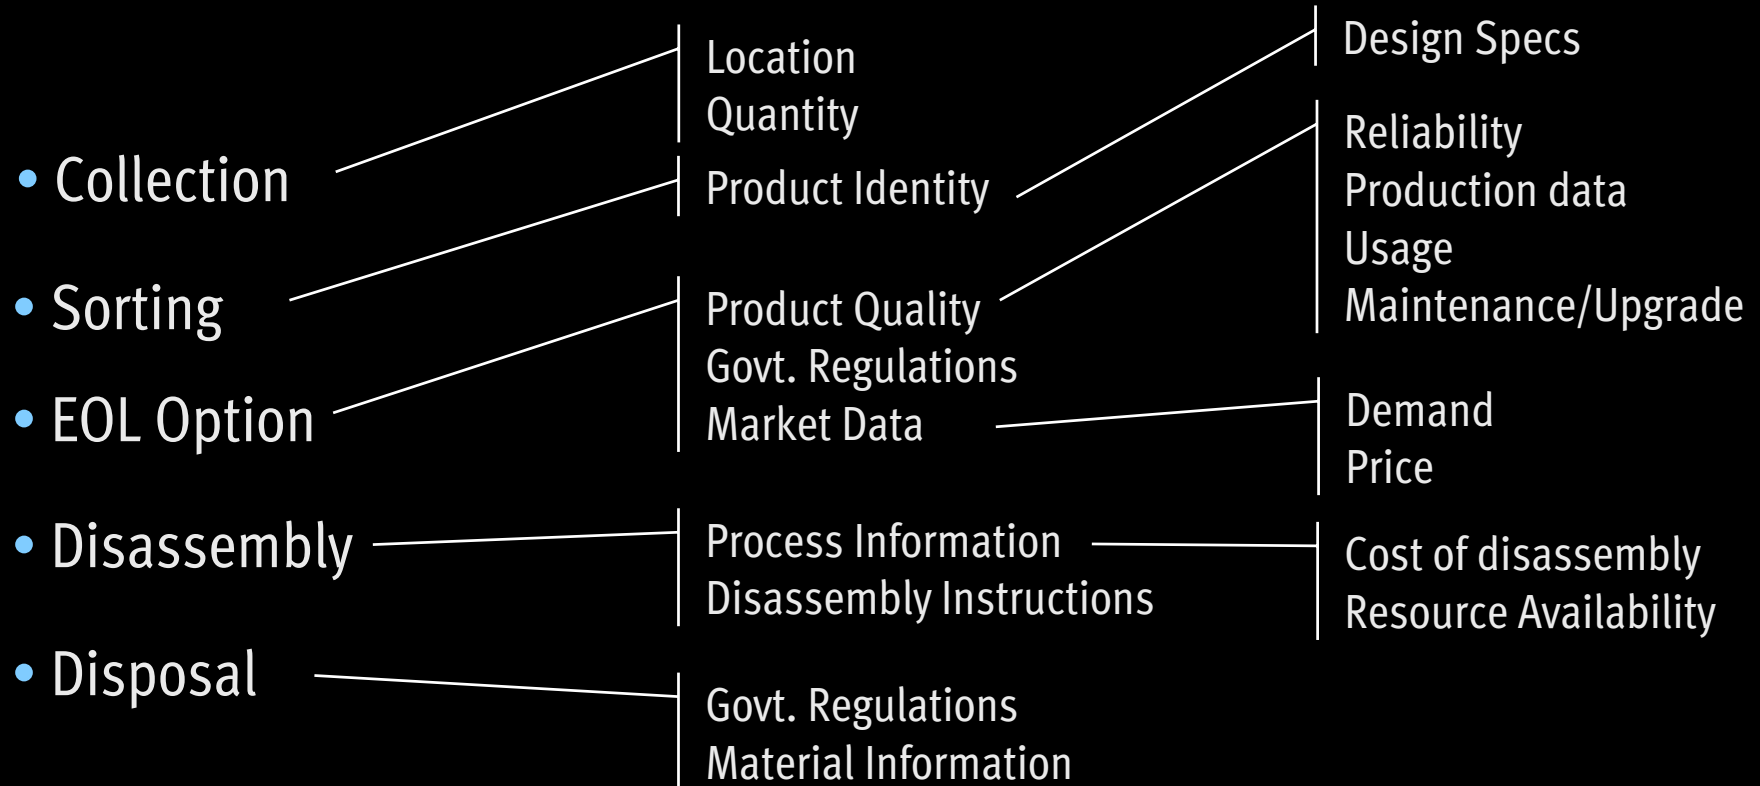 • Collection
• Sorting
• EOL Option
• Disassembly
• Disposal
Location
Quantity
Product Identity
Product Quality
Govt. Regulations
Market Data
Process Information
Disassembly Instructions
Govt. Regulations
Material Information
Design Specs
Reliability
Production data
Usage
Maintenance/Upgrade
Demand
Price
Cost of disassembly
Resource Availability